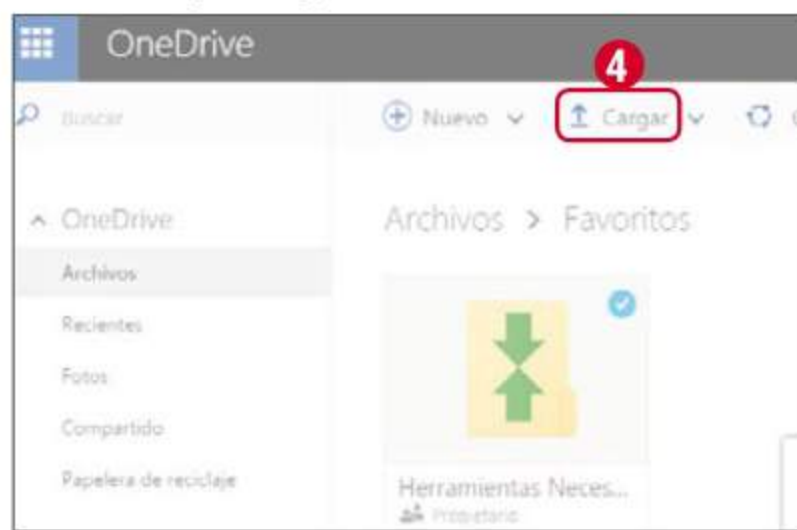 OneDrive
4
Buscar
Nuevo
Cargar
OneDrive
Archivos > Favoritos
Archivos
Recientes
Fotos
Compartido
Papelera de reciclaje
Herramientas Neces...
Propietario